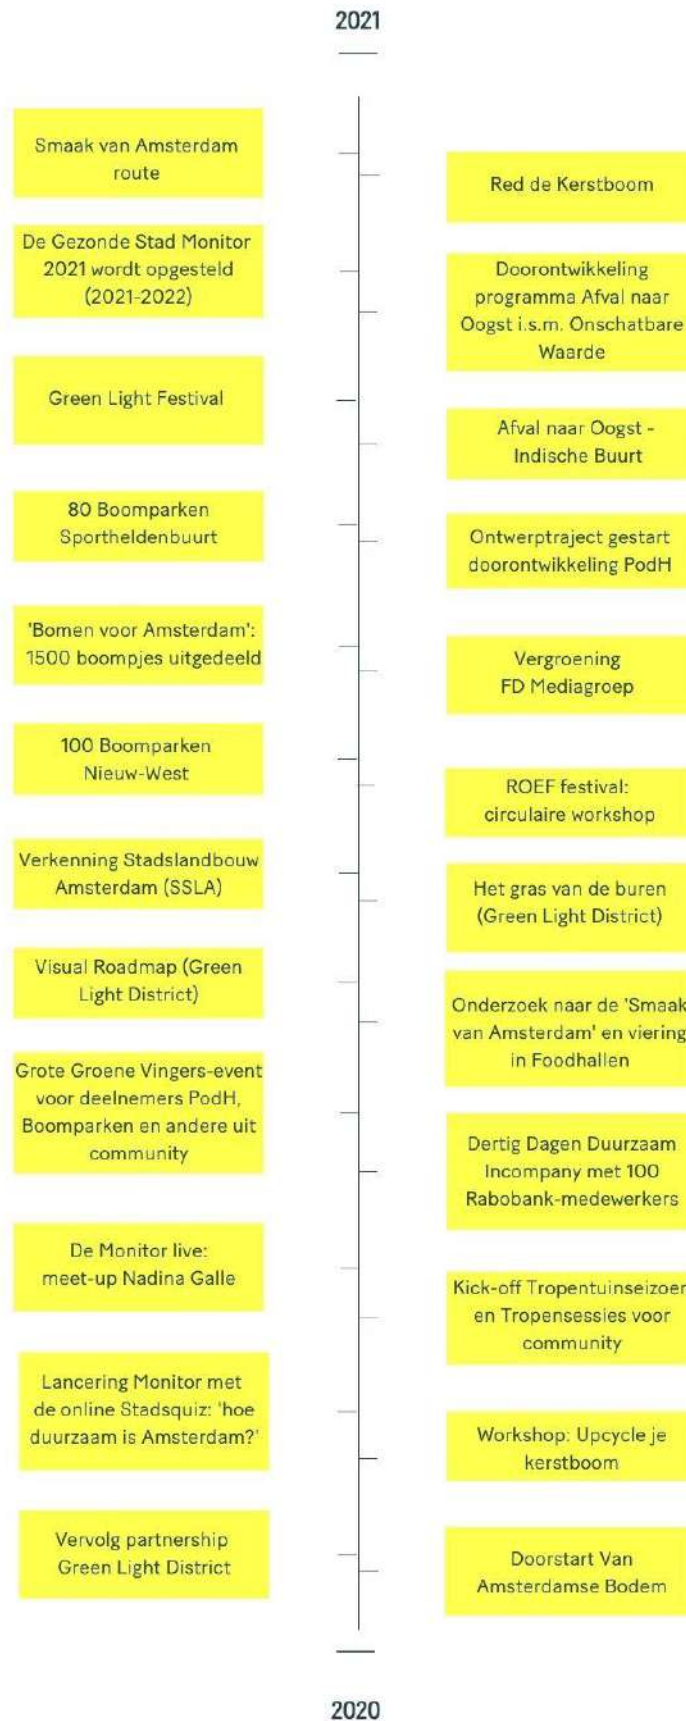 2021
Smaak van Amsterdam
route
Red de Kerstboom
De Gezonde Stad Monitor
2021 wordt opgesteld
(2021-2022)
Doorontwikkeling
programma Afval naar
Oogst i.s.m. Onschatbare
Waarde
Green Light Festival
Afval naar Oogst -
Indische Buurt
80 Boomparken
Sportheldenbuurt
Ontwerptraject gestart
doorontwikkeling PodH
'Bomen voor Amsterdam':
1500 boompjes uitgedeeld
Vergroening
FD Mediagroep
100 Boomparken
Nieuw-West
ROEF festival:
circulaire workshop
Verkenning Stadslandbouw
Amsterdam (SSLA)
Het gras van de buren
(Green Light District)
Visual Roadmap (Green
Light District)
Onderzoek naar de 'Smaak
van Amsterdam' en viering
in Foodhallen
Grote Groene Vingers-event
voor deelnemers PodH,
Boomparken en andere uit
community
Dertig Dagen Duurzaam
Incompany met 100
Rabobank-medewerkers
De Monitor live:
meet-up Nadina Galle
Kick-off Tropentuinseizoen
en Tropensessies voor
community
Lancering Monitor met
de online Stadsquiz: 'hoe
duurzaam is Amsterdam?'
Workshop: Upcycle je
kerstboom
Vervolg partnership
Green Light District
Doorstart Van
Amsterdamse Bodem
2020